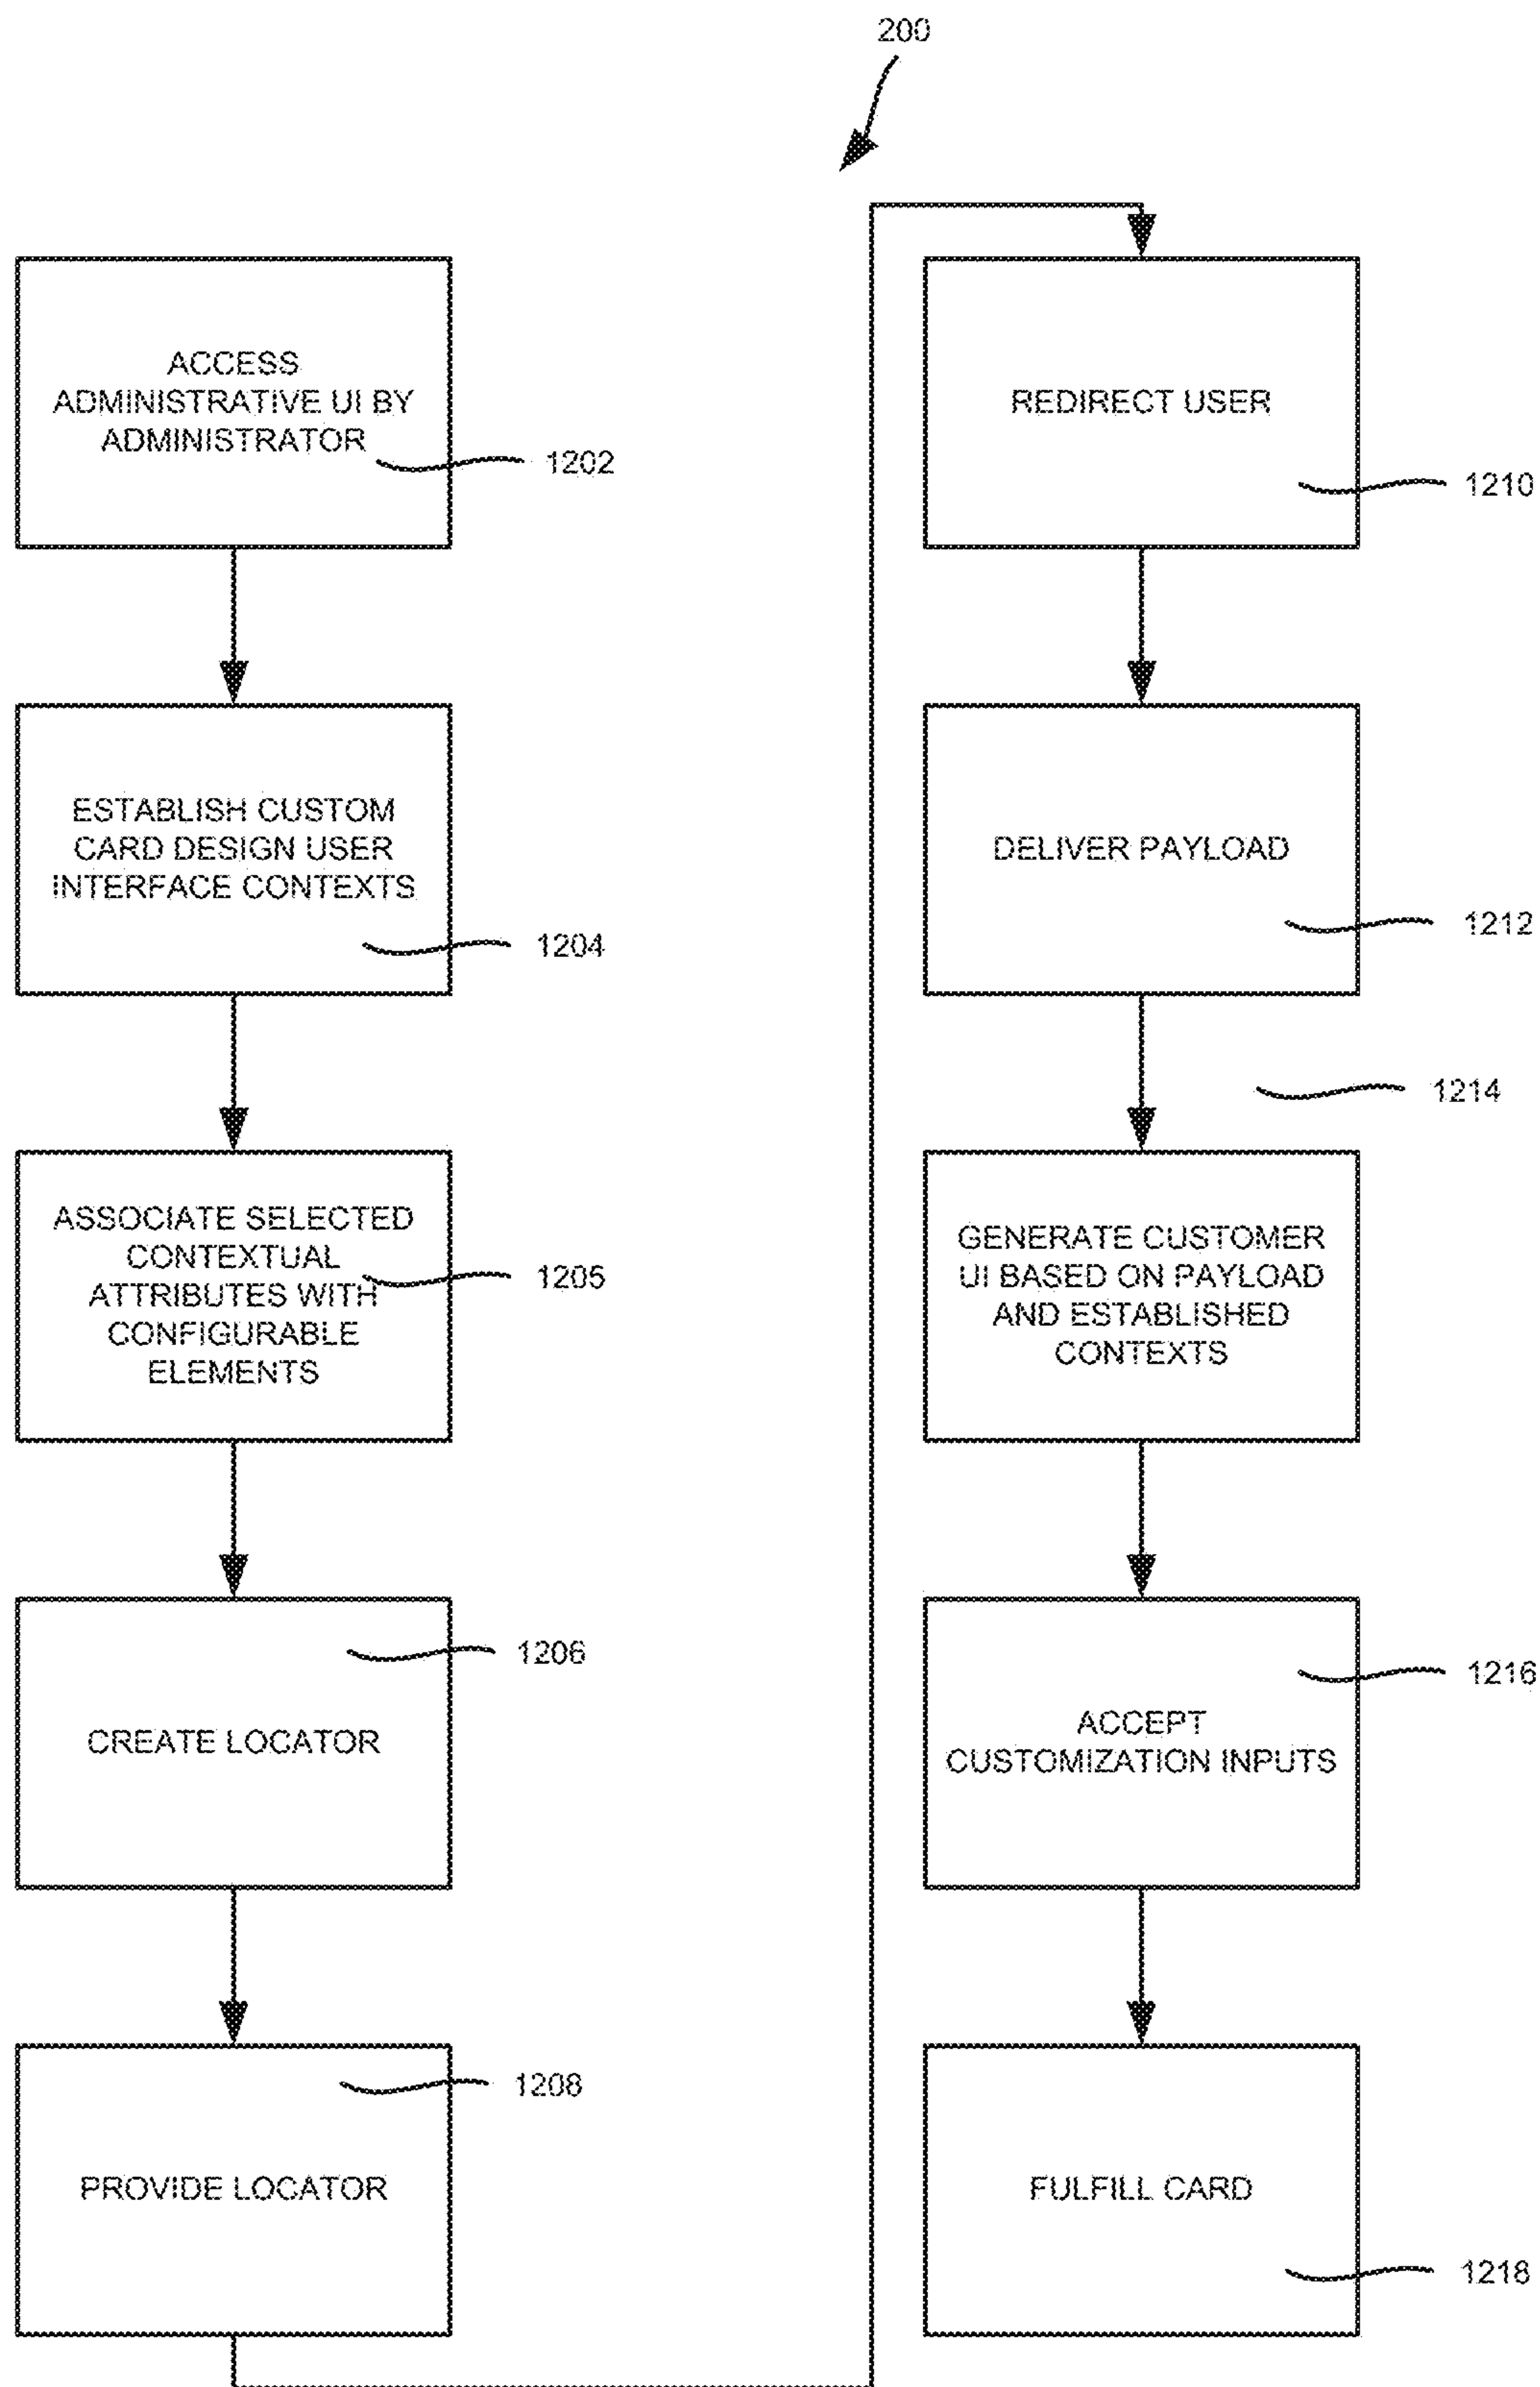 200
ACCESS
ADMINISTRATIVE UI BY
ADMINISTRATOR
1202
ESTABLISH CUSTOM
CARD DESIGN USER
INTERFACE CONTEXTS
1204
ASSOCIATE SELECTED
CONTEXTUAL
ATTRIBUTES WITH
CONFIGURABLE
ELEMENTS
1205
CREATE LOCATOR
1206
PROVIDE LOCATOR
1208
REDIRECT USER
1210
DELIVER PAYLOAD
1212
1214
GENERATE CUSTOMER
UI BASED ON PAYLOAD
AND ESTABLISHED
CONTEXTS
1216
ACCEPT
CUSTOMIZATION INPUTS
FULFILL CARD
1218